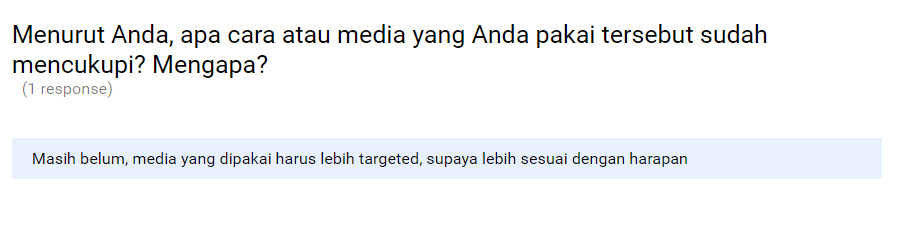 Menurut Anda, apa cara atau media yang Anda pakai tersebut sudah
mencukupi? Mengapa?
(1 response)
Masih belum, media yang dipakai harus lebih targeted, supaya lebih sesuai dengan harapan